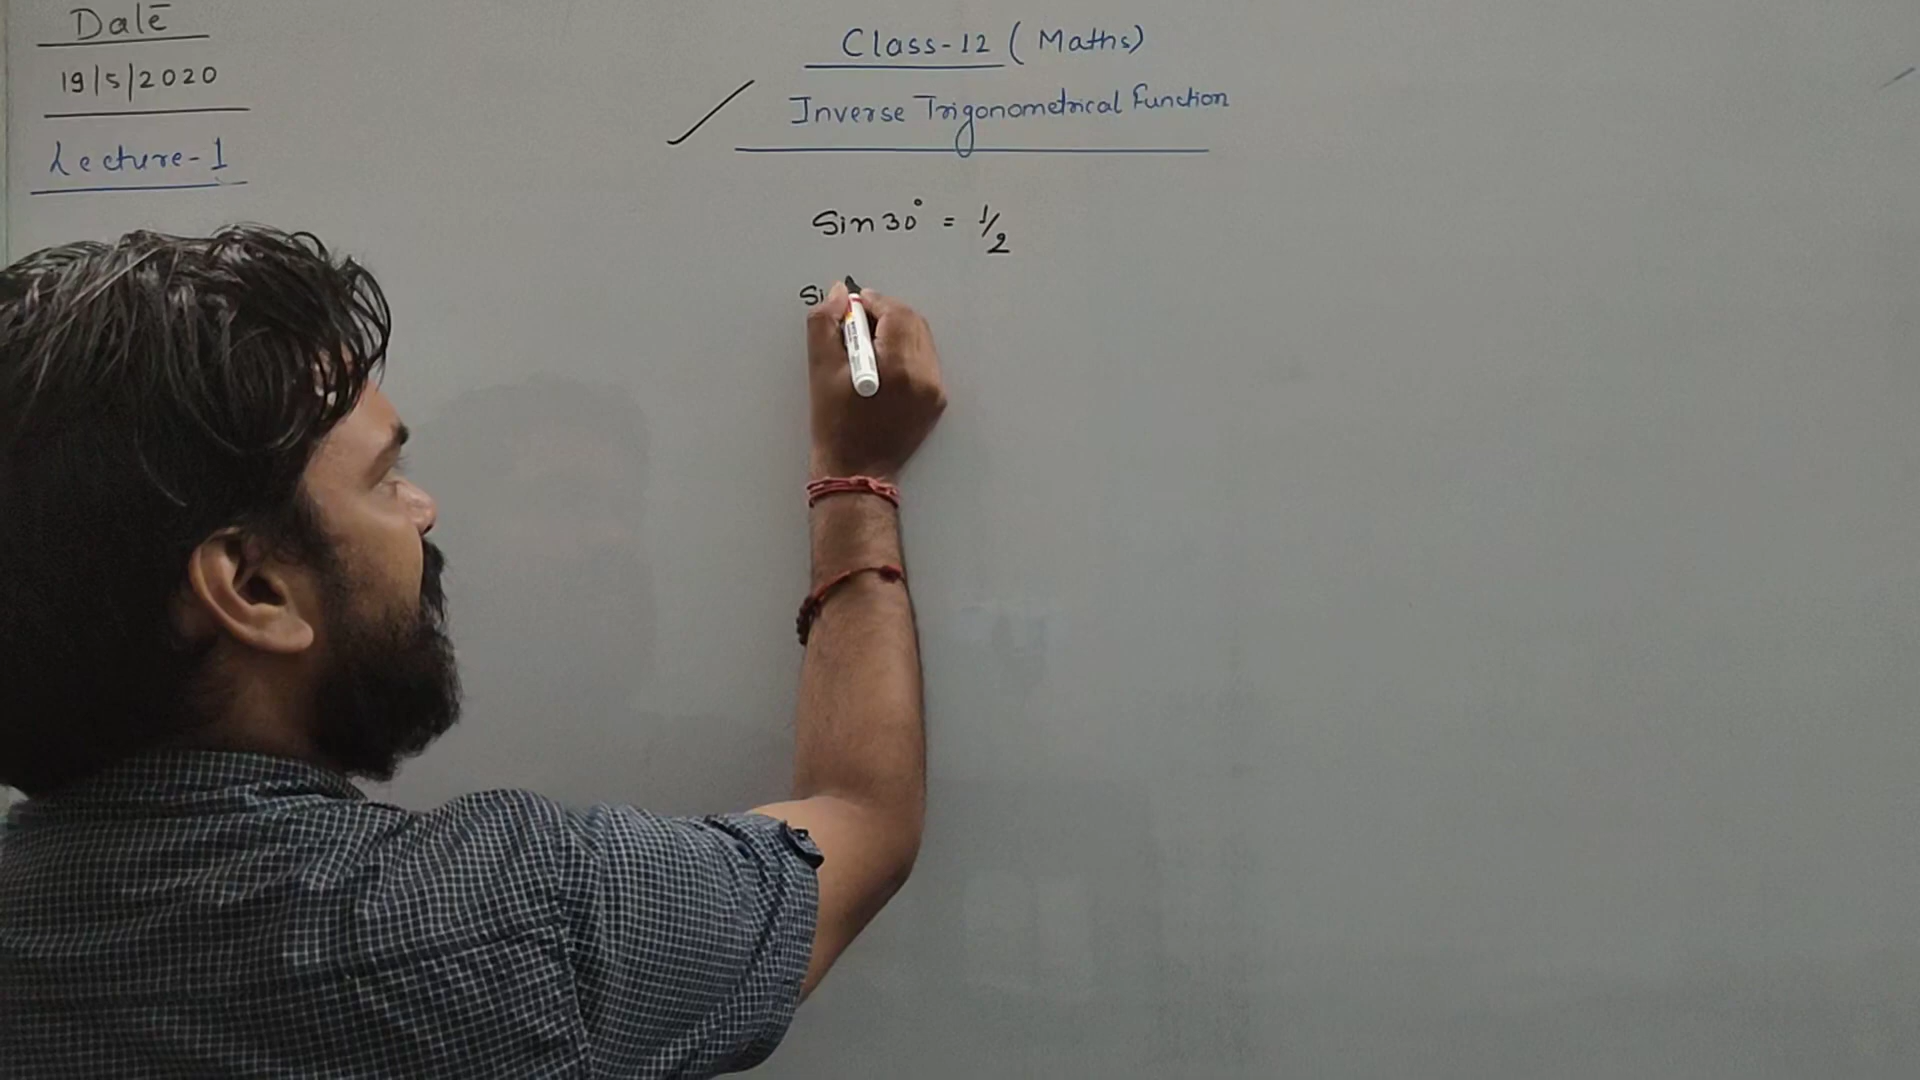 Date
19/5/2020
Lecture-1
Class-12 (Maths)
Inverse Trigonometrical Function
Sin 30° = 1/2
Si